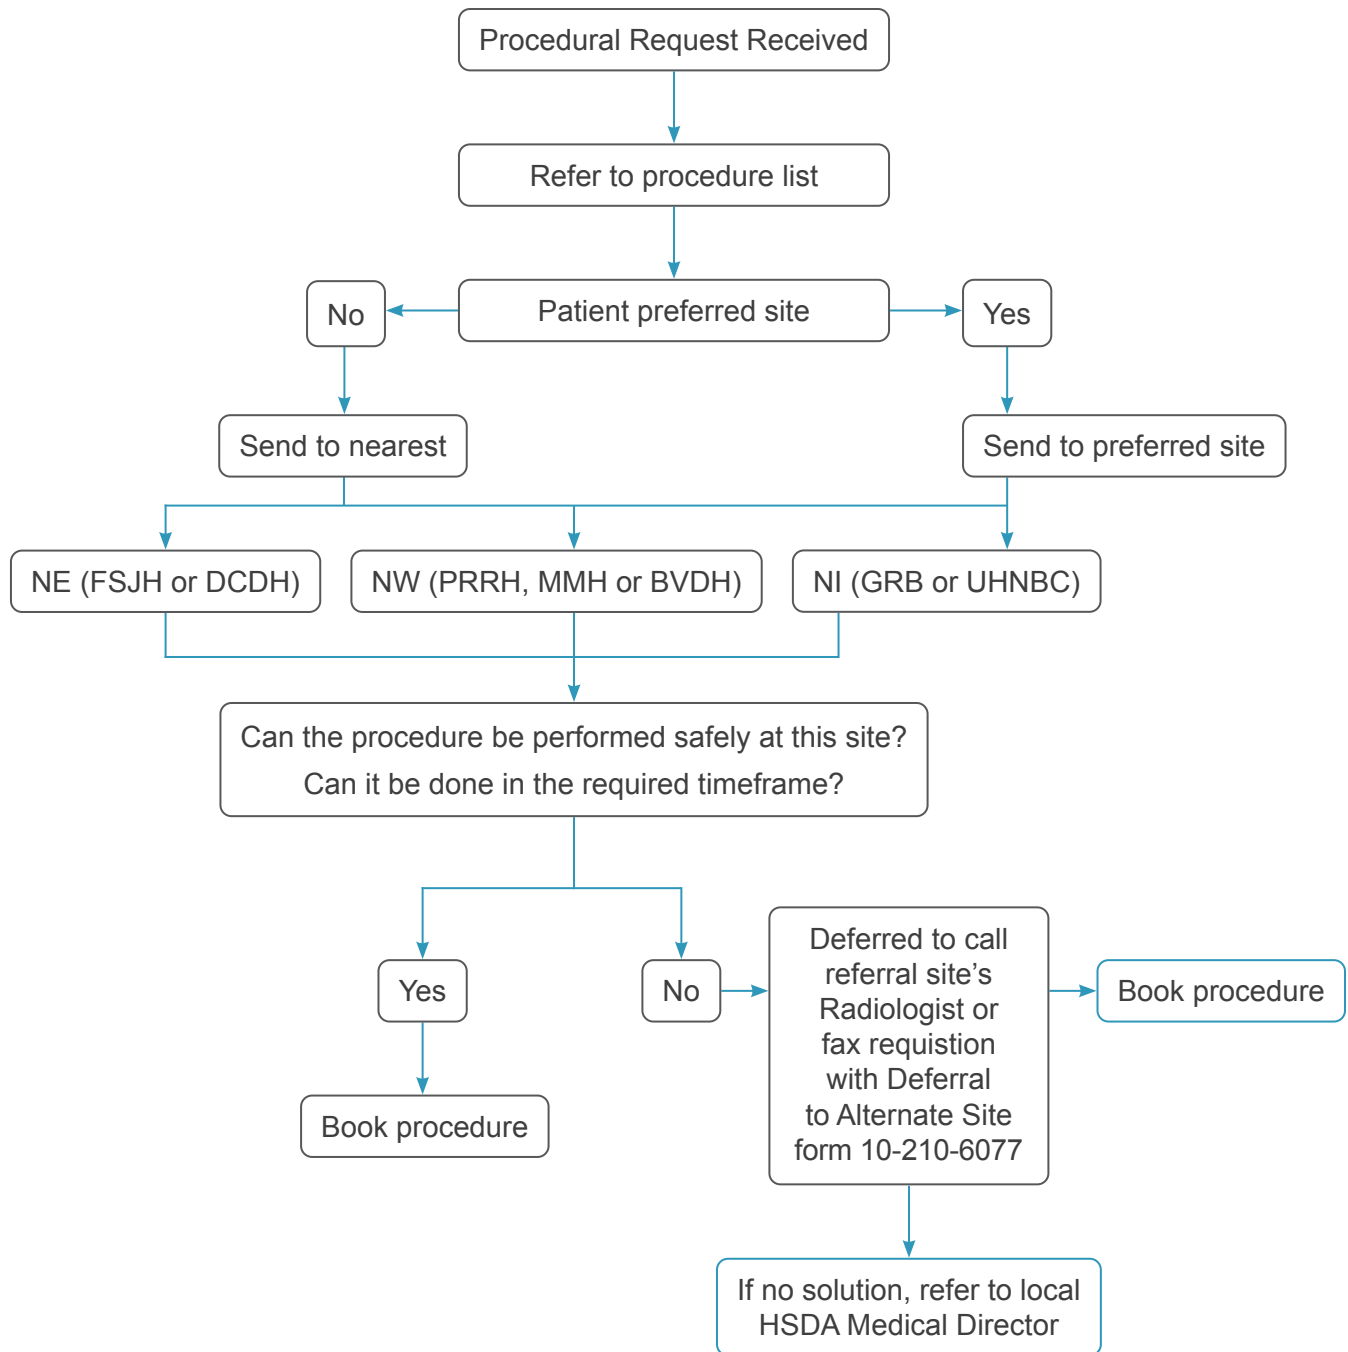 Procedural Request Received
Refer to procedure list
No
Patient preferred site
Yes
Send to nearest
Send to preferred site
NE (FSJH or DCDH)
NW (PRRH, MMH or BVDH)
NI (GRB or UHNBC)
Can the procedure be performed safely at this site?
Can it be done in the required timeframe?
Yes
No
Deferred to call
referral site’s
Radiologist or
fax requistion
with Deferral
to Alternate Site
form 10-210-6077
Book procedure
Book procedure
If no solution, refer to local
HSDA Medical Director